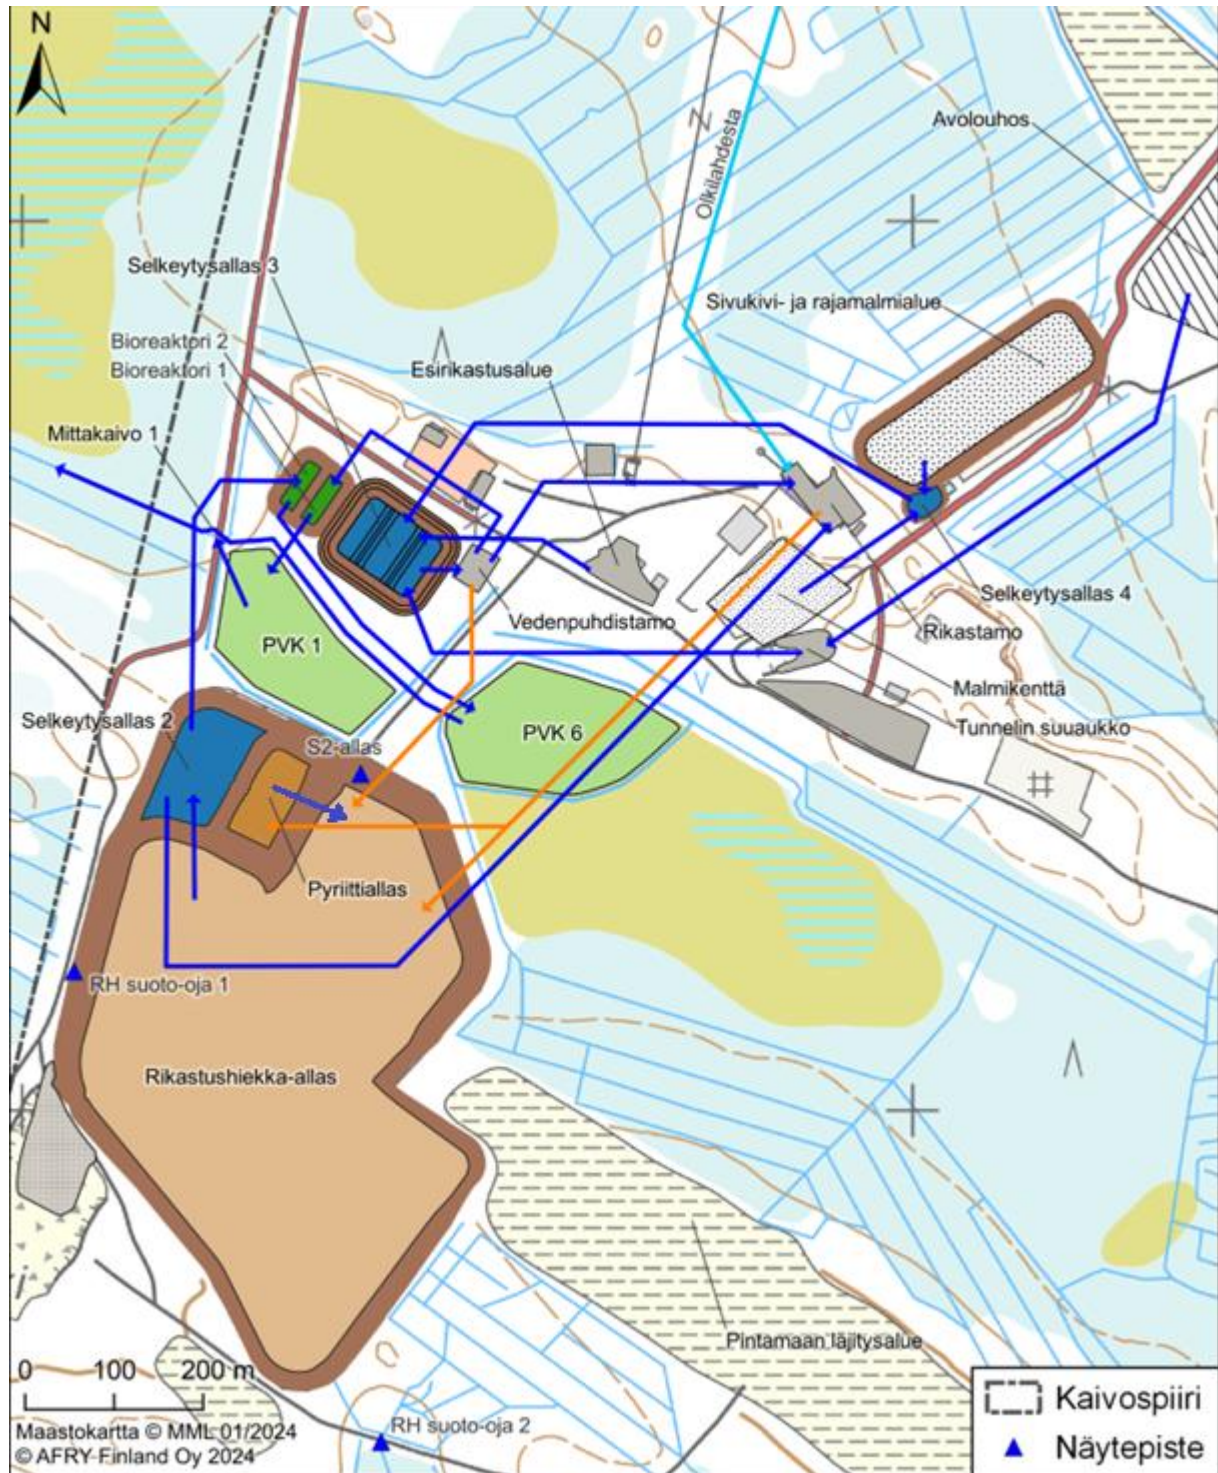 N
Avolouhos
Olkilahdesta
Selkeytysallas 3
Sivukivi- ja rajamalmialue
Bioreaktori 2
Esirikastusalue
Bioreaktori 1
Mittakaivo 1
Selkeytysallas 4
Vedenpuhdistamo
Rikastamo
PVK 1
Malmikenttä
Selkeytysallas 2
Tunnelin suuaukko
PVK 6
S2-allas
Pyriittiallas
RH suoto-oja 1
Rikastushiekka-allas
Pintamaan läjitysalue
0 100 200 m
Kaivospiiri
RH suoto-oja 2
Maastokartta © MML 01/2024
Näytepiste
© AFRY Finland Oy 2024